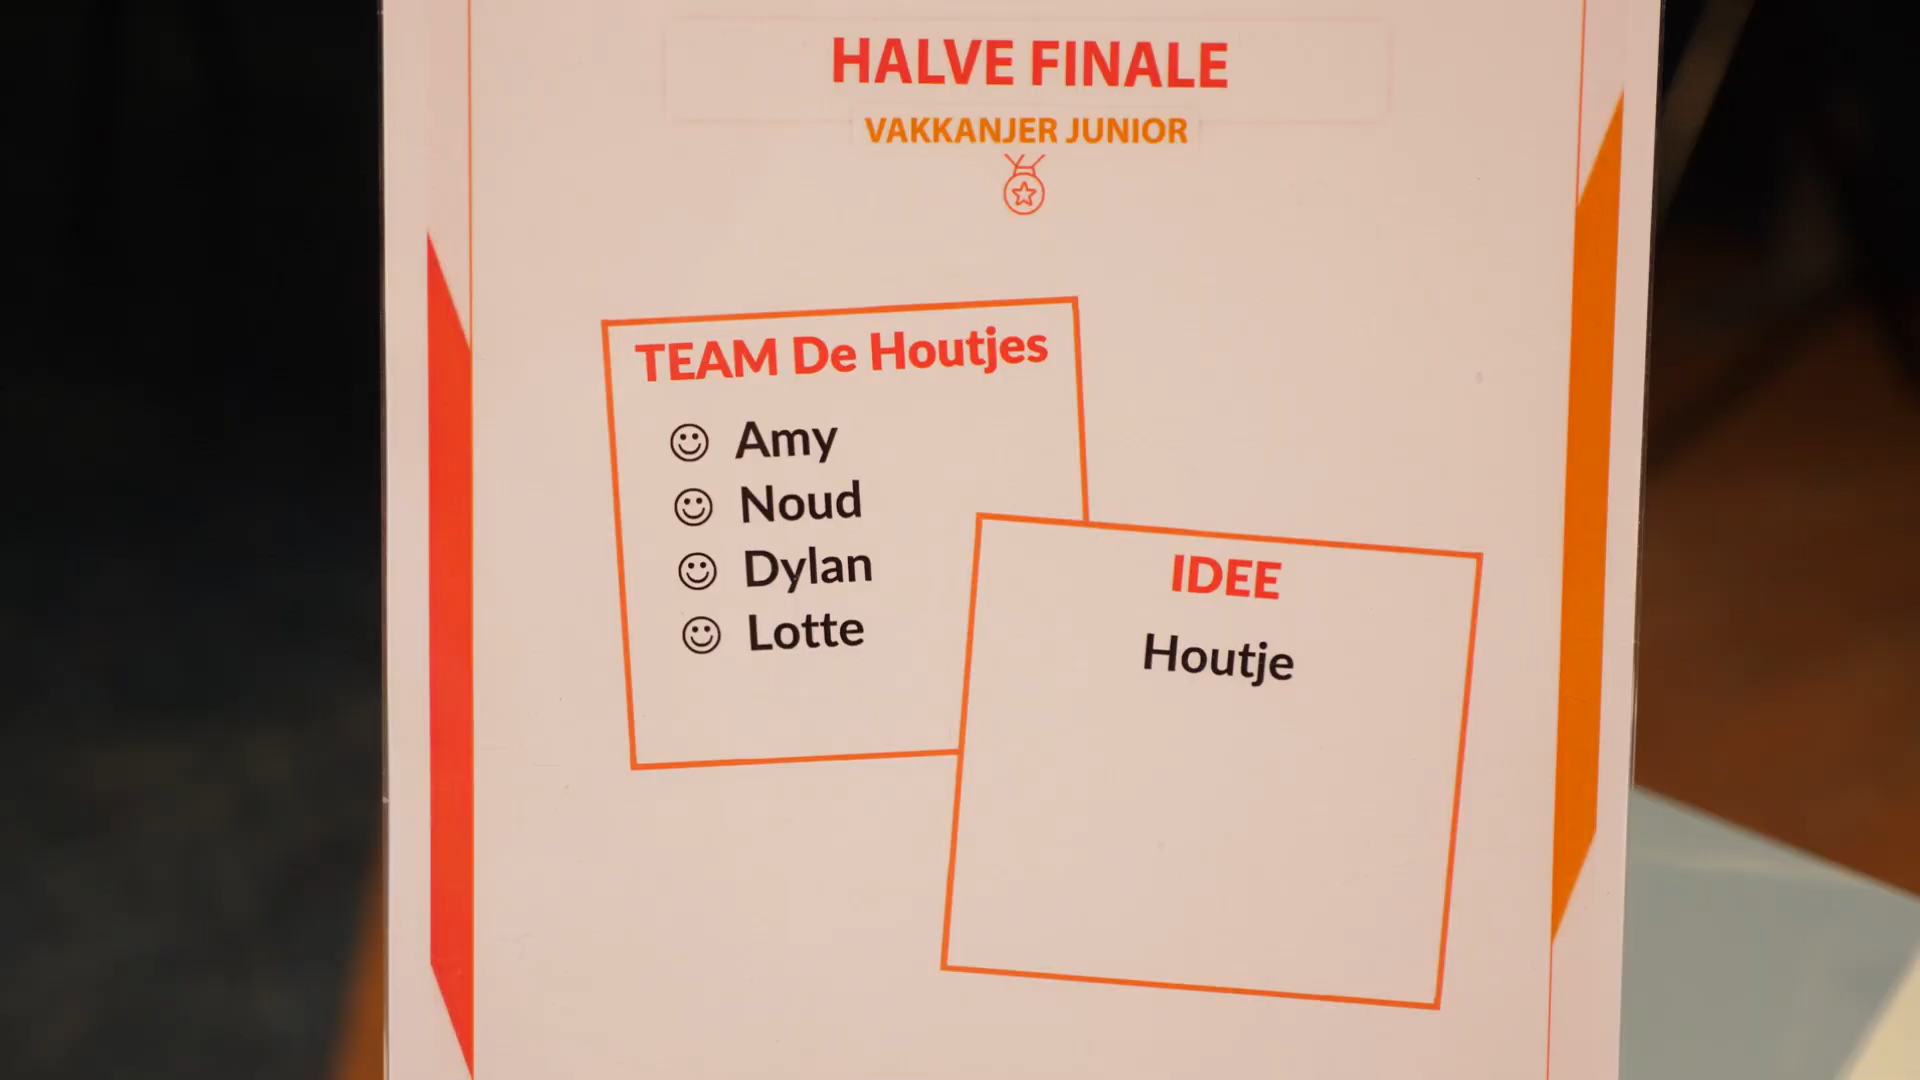 HALVE FINALE
VAKKANJER JUNIOR
TEAM De Houtjes
Amy
Noud
Dylan
Lotte
IDEE
Houtje